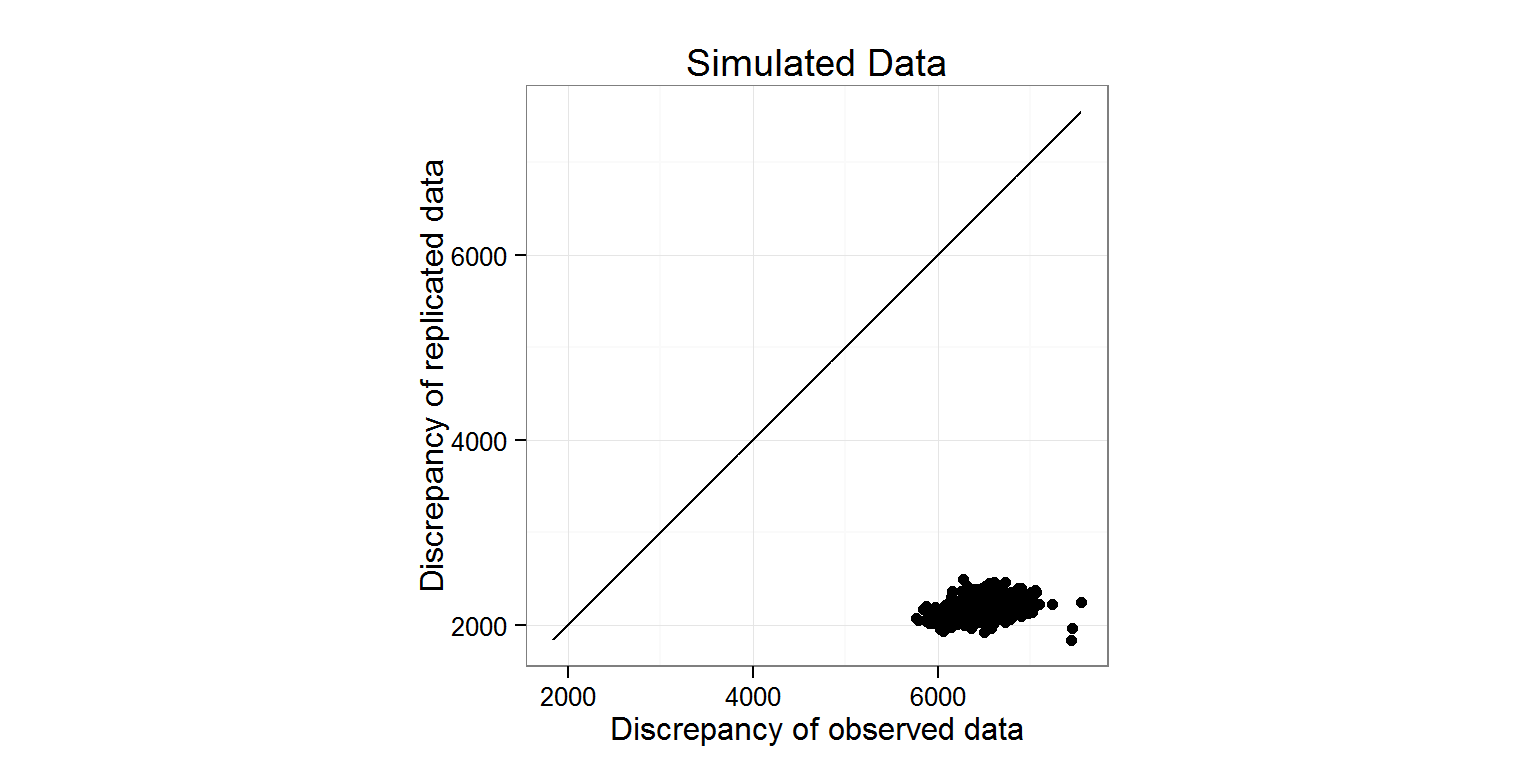 Simulated Data
Discrepancy of replicated data
6000
4000
2000
2000 4000 6000
Discrepancy of observed data